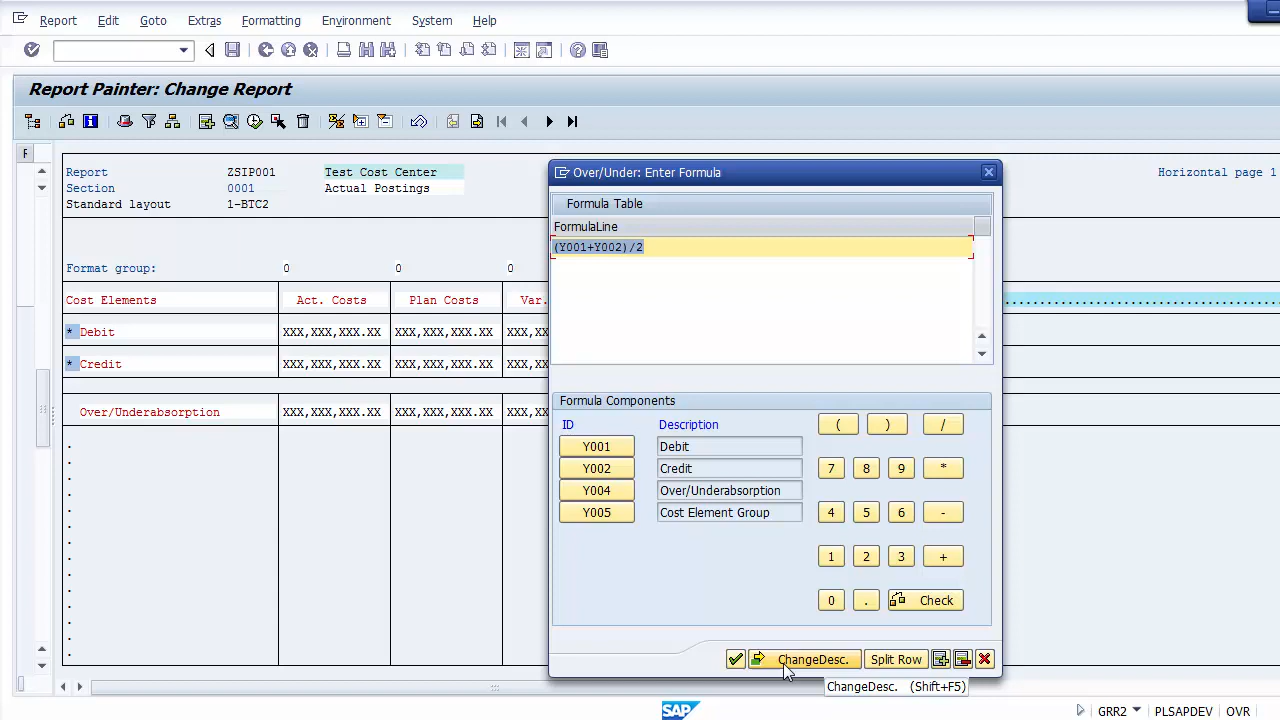 Report Edit Goto Extras Formatting Environment System Help
Report Painter: Change Report
F
Report ZSIP001 Test Cost Center Horizontal page 1
Section 0001 Actual Postings
Standard layout 1-BTC2
Format group: 0 0 0
Cost Elements Act. Costs Plan Costs Var.
* Debit XXX,XXX,XXX.XX XXX,XXX,XXX.XX XXX,XX
* Credit XXX,XXX,XXX.XX XXX,XXX,XXX.XX XXX,XX
Over/Underabsorption XXX,XXX,XXX.XX XXX,XXX,XXX.XX XXX,XX
Over/Under: Enter Formula
Formula Table
FormulaLine
(Y001+Y002)/2
Formula Components
ID Description ( ) /
Y001 Debit
Y002 Credit 7 8 9 *
Y004 Over/Underabsorption
Y005 Cost Element Group 4 5 6 -
1 2 3 +
0 . Check
ChangeDesc. Split Row
ChangeDesc. (Shift+F5)
SAP GRR2 PLSAPDEV OVR